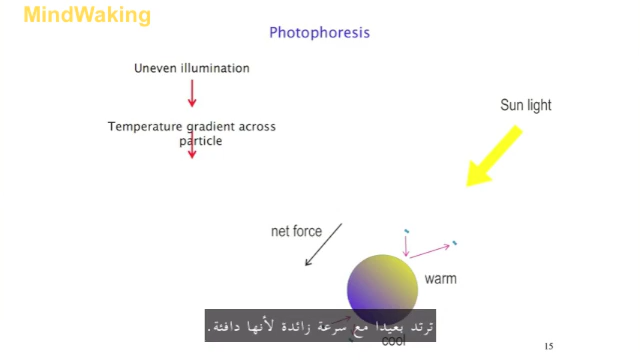 MindWaking
Photophoresis
Uneven illumination
Temperature gradient across
particle
Sun light
net force
warm
ترتد بعيدا مع سرعة زائدة لأنها دافئة.
cool
15